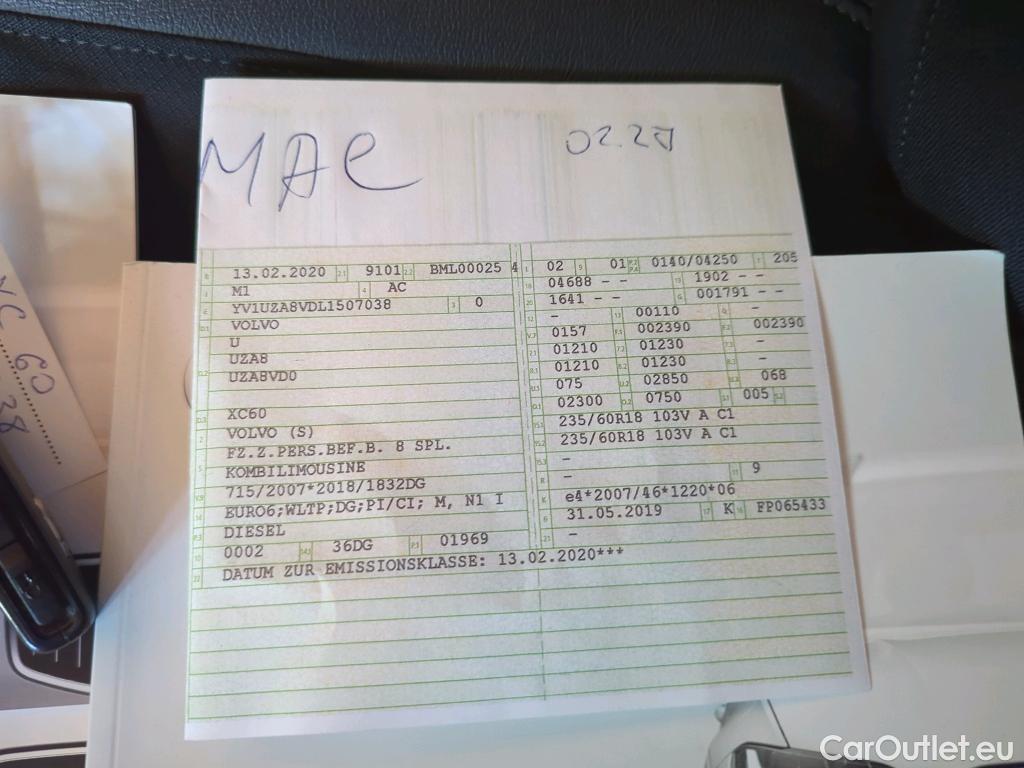 MAC
02.27
XC 60
38
13.02.2020 9101 BML00025 4
M1 AC
YV1UZA8VDL1507038 0
VOLVO
U
UZA8
UZA8VD0
XC60
VOLVO (S)
FZ.Z.PERS.BEF.B. 8 SPL.
KOMBILIMOUSINE
715/2007*2018/1832DG
EURO6;WLTP;DG;PI/CI; M, N1 I
DIESEL
0002 36DG 01969
DATUM ZUR EMISSIONSKLASSE: 13.02.2020***
02 01 0140/04250 205
04688 - - 1902 - -
1641 - - 001791 - -
- 00110 -
0157 002390 002390
01210 01230 -
01210 01230 -
075 02850 068
02300 0750 005
235/60R18 103V A C1
235/60R18 103V A C1
-
- 9
e4*2007/46*1220*06
31.05.2019 K FP065433
-
CarOutlet.eu